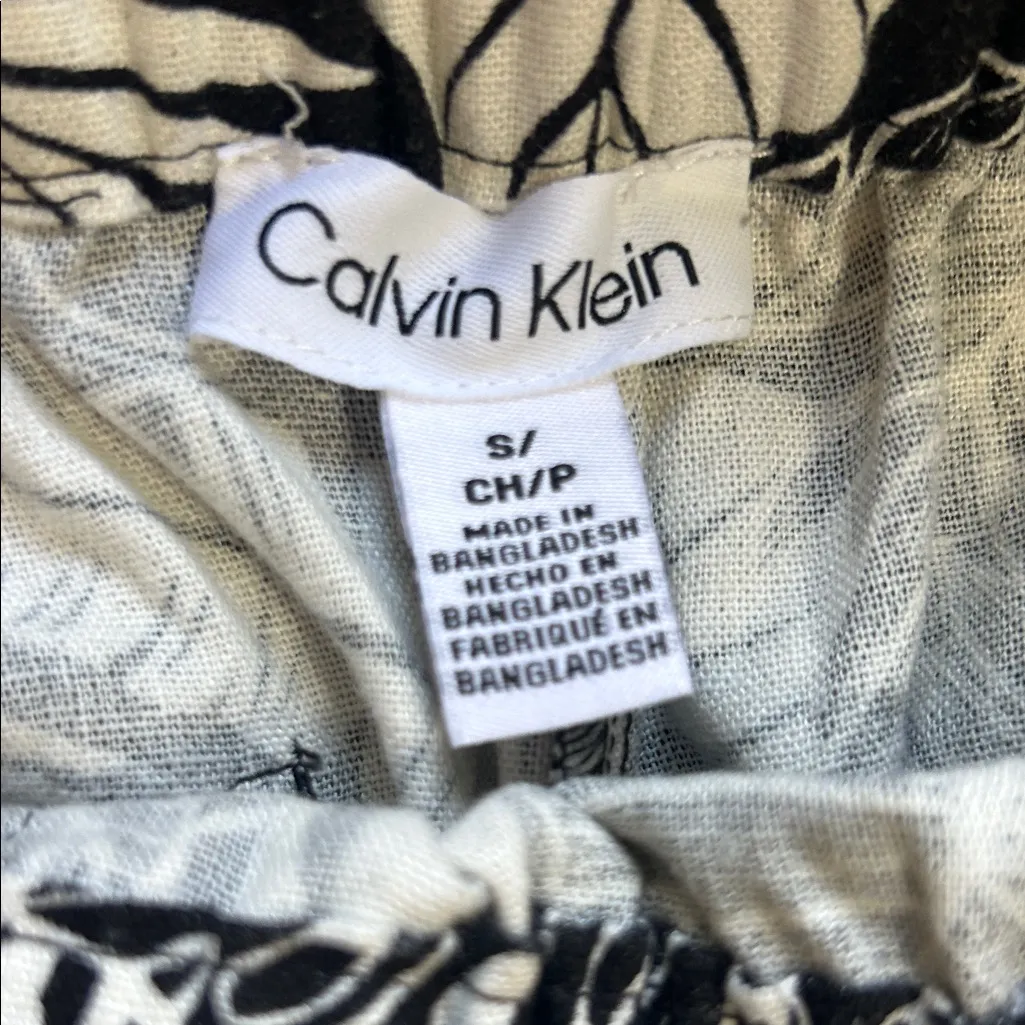 Calvin Klein
S/
CH/P
MADE IN
BANGLADESH
HECHO EN
BANGLADESH
FABRIQUÉ EN
BANGLADESH